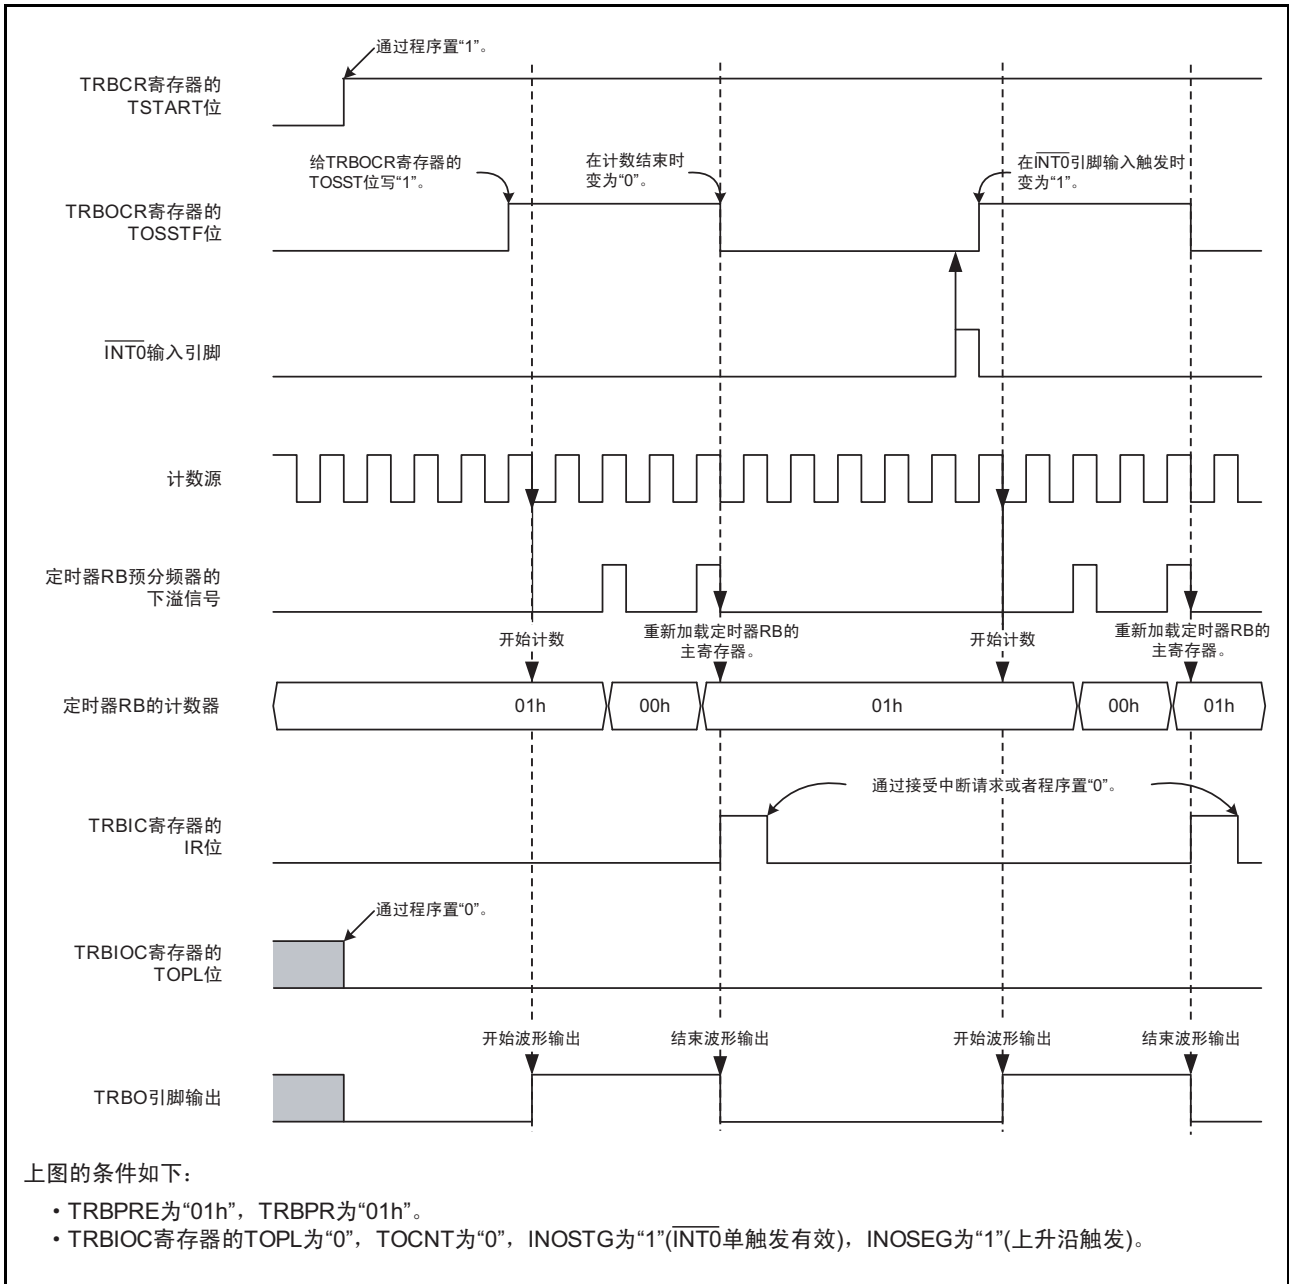 通过程序置“1”。
TRBCR寄存器的
TSTART位
给TRBOCR寄存器的
TOSST位写“1”。
在计数结束时
变为“0”。
在INT0引脚输入触发时
变为“1”。
TRBOCR寄存器的
TOSSTF位
INT0输入引脚
计数源
定时器RB预分频器的
下溢信号
开始计数
重新加载定时器RB的
主寄存器。
开始计数
重新加载定时器RB的
主寄存器。
定时器RB的计数器
01h
00h
01h
00h
01h
通过接受中断请求或者程序置“0”。
TRBIC寄存器的
IR位
通过程序置“0”。
TRBIOC寄存器的
TOPL位
开始波形输出
结束波形输出
开始波形输出
结束波形输出
TRBO引脚输出
上图的条件如下：
・TRBPRE为“01h”，TRBPR为“01h”。
・TRBIOC寄存器的TOPL为“0”，TOCNT为“0”，INOSTG为“1”(INT0单触发有效)，INOSEG为“1”(上升沿触发)。